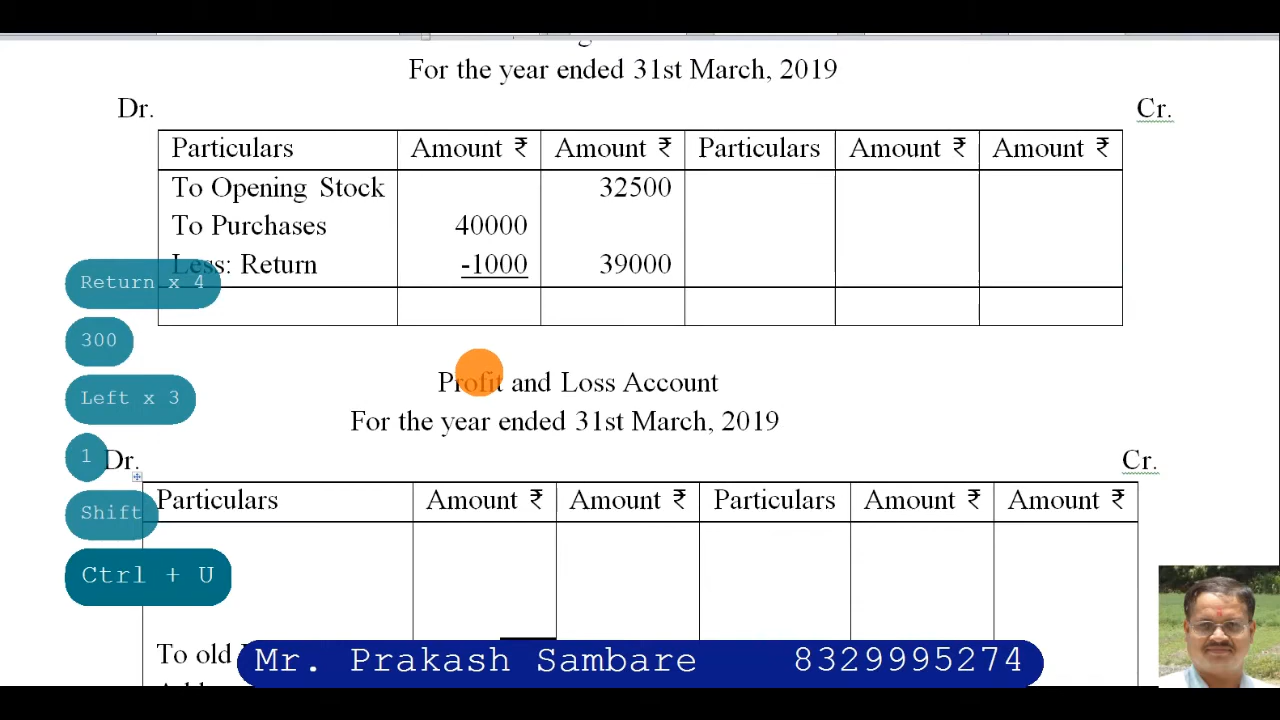 For the year ended 31st March, 2019
Dr. Cr.
Particulars Amount ₹ Amount ₹ Particulars Amount ₹ Amount ₹
To Opening Stock 32500
To Purchases 40000
Less: Return -1000 39000
Return x 4
300
Profit and Loss Account
Left x 3
For the year ended 31st March, 2019
1
Dr. Cr.
Particulars Amount ₹ Amount ₹ Particulars Amount ₹ Amount ₹
Shift
Ctrl + U
To old
Mr. Prakash Sambare 8329995274